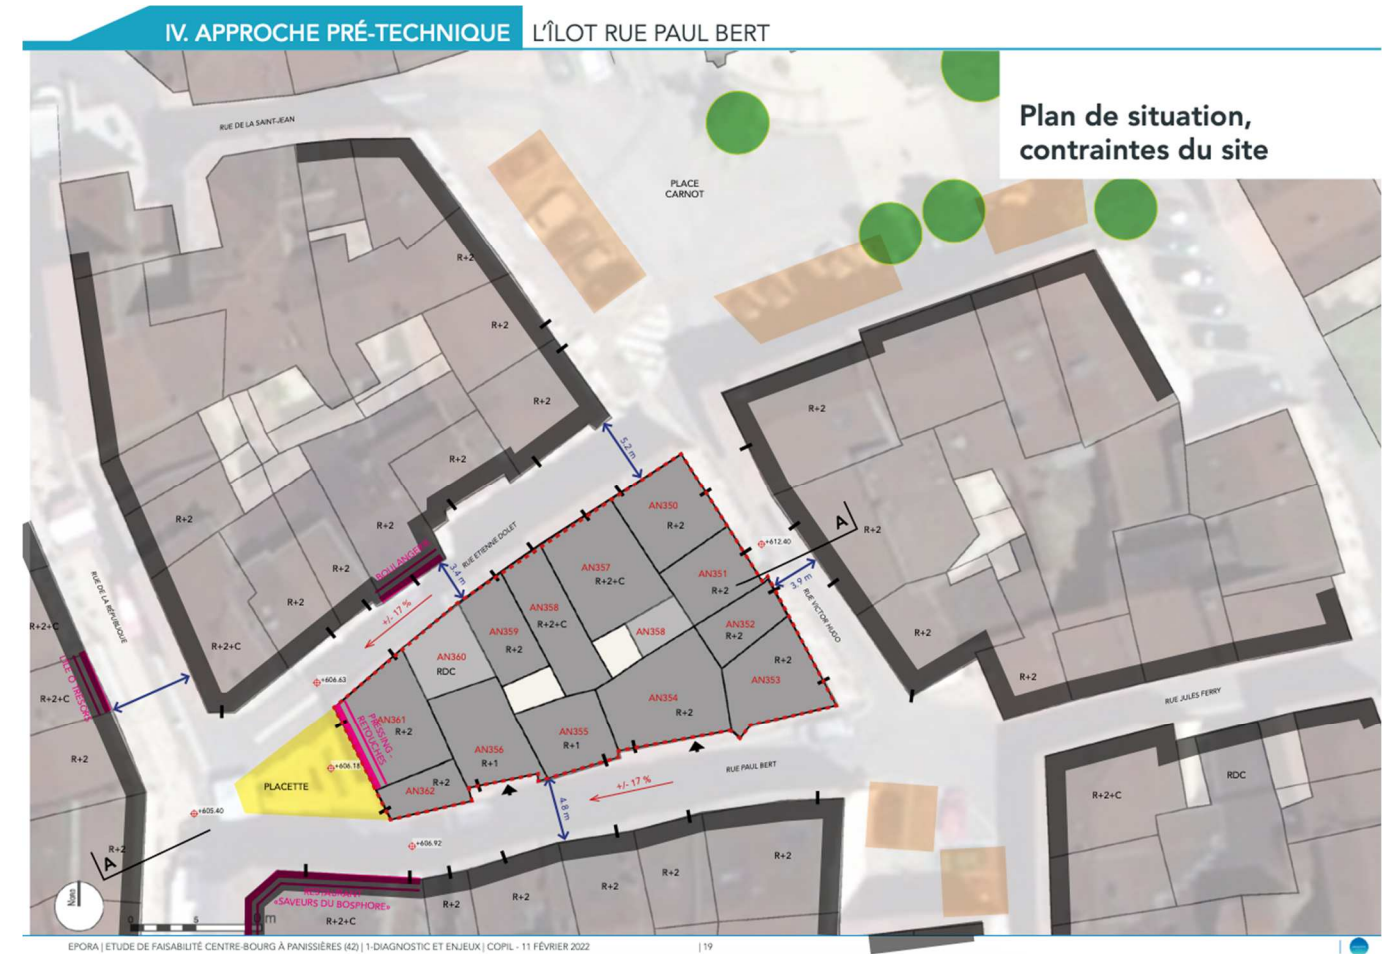 IV. APPROCHE PRÉ-TECHNIQUE L'ÎLOT RUE PAUL BERT
Plan de situation,
contraintes du site
RUE DE LA SAINT-JEAN
PLACE
CARNOT
R+2
R+2
R+2
R+2
R+2
R+2
R+2
R+2
R+2
R+2+C
R+2
R+2
R+2
R+2
5.2 m
3.4 m
3.9 m
4.8 m
RUE ETIENNE DOLET
RUE DE LA RÉPUBLIQUE
RUE VICTOR HUGO
RUE JULES FERRY
RUE PAUL BERT
+/- 17 %
+/- 17 %
A
A
+612.40
+606.63
+606.18
+605.40
+606.92
AN350
R+2
AN351
R+2
AN352
R+2
R+2
AN353
AN354
R+2
AN355
R+1
AN356
R+1
AN357
R+2+C
AN358
R+2+C
AN358
AN359
R+2
AN360
RDC
AN361
R+2
R+2
AN362
PRESSING -
RETOUCHES
PLACETTE
R+2+C
R+2+C
R+2
R+2
«SAVEURS DU BOSPHORE»
R+2+C
R+2
R+2
R+2
R+2
R+2
R+2+C
RDC
Nord
0 5
m
EPORA | ETUDE DE FAISABILITÉ CENTRE-BOURG À PANISSIÈRES (42) | 1-DIAGNOSTIC ET ENJEUX | COPIL - 11 FÉVRIER 2022 | 19